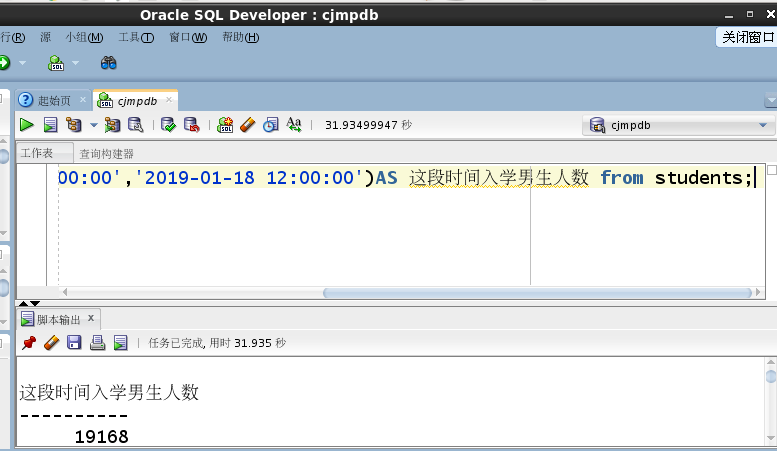 Oracle SQL Developer : cjmpdb
行(R) 源 小组(M) 工具(T) 窗口(W) 帮助(H)
关闭窗口
起始页 cjmpdb
31.93499947 秒
cjmpdb
工作表 查询构建器
00:00','2019-01-18 12:00:00')AS 这段时间入学男生人数 from students;
脚本输出 x
任务已完成, 用时 31.935 秒
这段时间入学男生人数
----------
19168